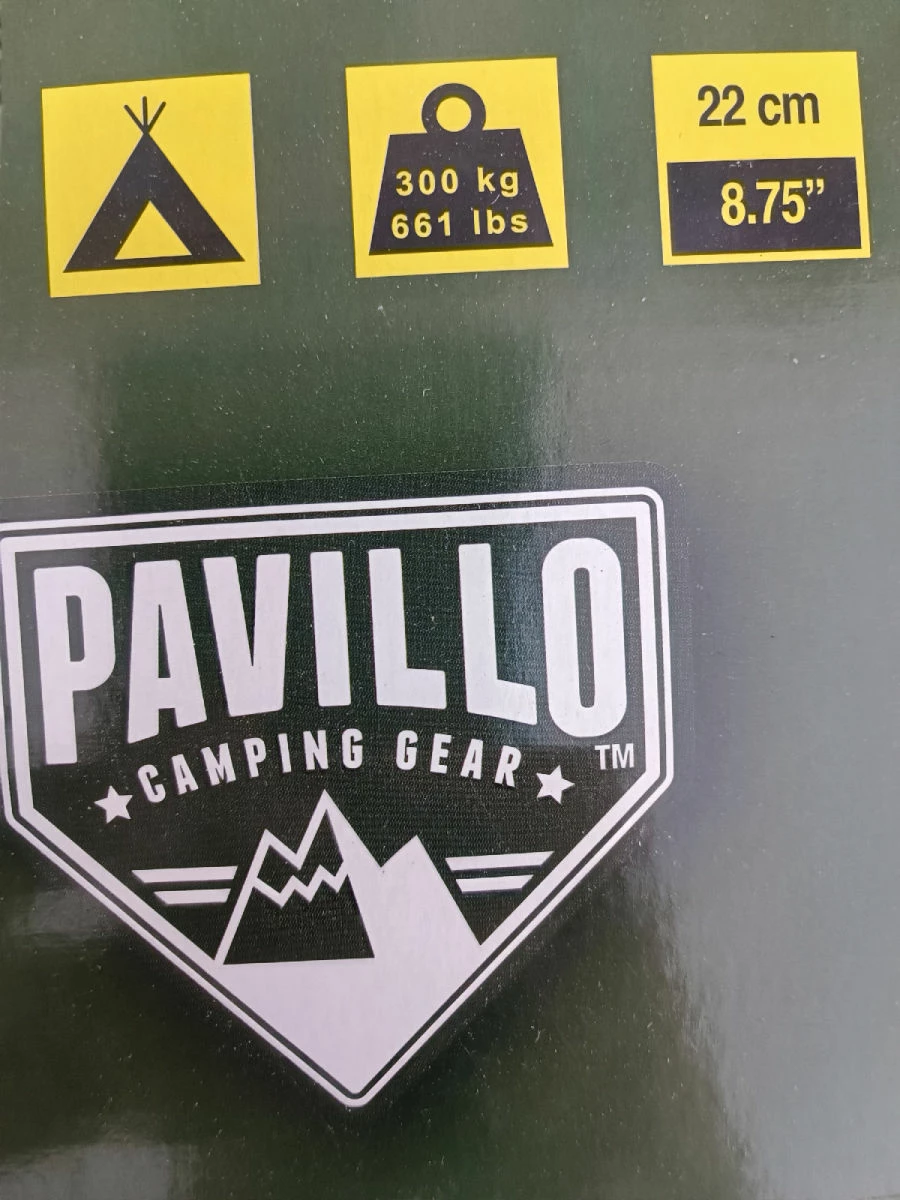 300 kg
661 lbs
22 cm
8.75”
PAVILLO
TM
CAMPING GEAR